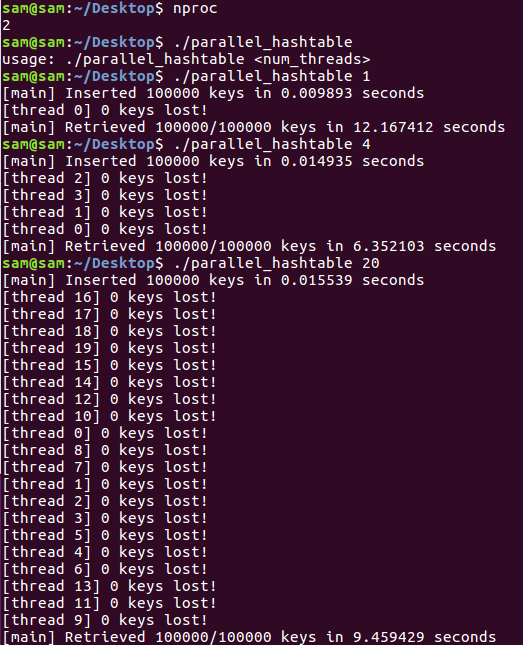 sam@sam:~/Desktop$ nproc
2
sam@sam:~/Desktop$ ./parallel_hashtable
usage: ./parallel_hashtable <num_threads>
sam@sam:~/Desktop$ ./parallel_hashtable 1
[main] Inserted 100000 keys in 0.009893 seconds
[thread 0] 0 keys lost!
[main] Retrieved 100000/100000 keys in 12.167412 seconds
sam@sam:~/Desktop$ ./parallel_hashtable 4
[main] Inserted 100000 keys in 0.014935 seconds
[thread 2] 0 keys lost!
[thread 3] 0 keys lost!
[thread 1] 0 keys lost!
[thread 0] 0 keys lost!
[main] Retrieved 100000/100000 keys in 6.352103 seconds
sam@sam:~/Desktop$ ./parallel_hashtable 20
[main] Inserted 100000 keys in 0.015539 seconds
[thread 16] 0 keys lost!
[thread 17] 0 keys lost!
[thread 18] 0 keys lost!
[thread 19] 0 keys lost!
[thread 15] 0 keys lost!
[thread 14] 0 keys lost!
[thread 12] 0 keys lost!
[thread 10] 0 keys lost!
[thread 0] 0 keys lost!
[thread 8] 0 keys lost!
[thread 7] 0 keys lost!
[thread 1] 0 keys lost!
[thread 2] 0 keys lost!
[thread 3] 0 keys lost!
[thread 5] 0 keys lost!
[thread 4] 0 keys lost!
[thread 6] 0 keys lost!
[thread 13] 0 keys lost!
[thread 11] 0 keys lost!
[thread 9] 0 keys lost!
[main] Retrieved 100000/100000 keys in 9.459429 seconds